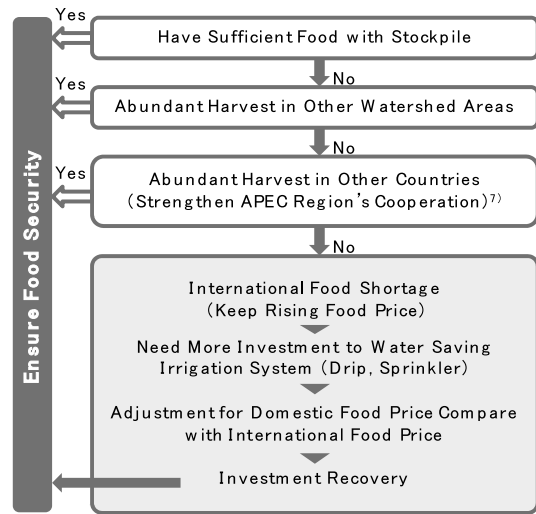 Yes
Have Sufficient Food with Stockpile
No
Yes
Abundant Harvest in Other Watershed Areas
No
Yes
Abundant Harvest in Other Countries
(Strengthen APEC Region's Cooperation)7)
No
Ensure Food Security
International Food Shortage
(Keep Rising Food Price)
Need More Investment to Water Saving
Irrigation System (Drip, Sprinkler)
Adjustment for Domestic Food Price Compare
with International Food Price
Investment Recovery